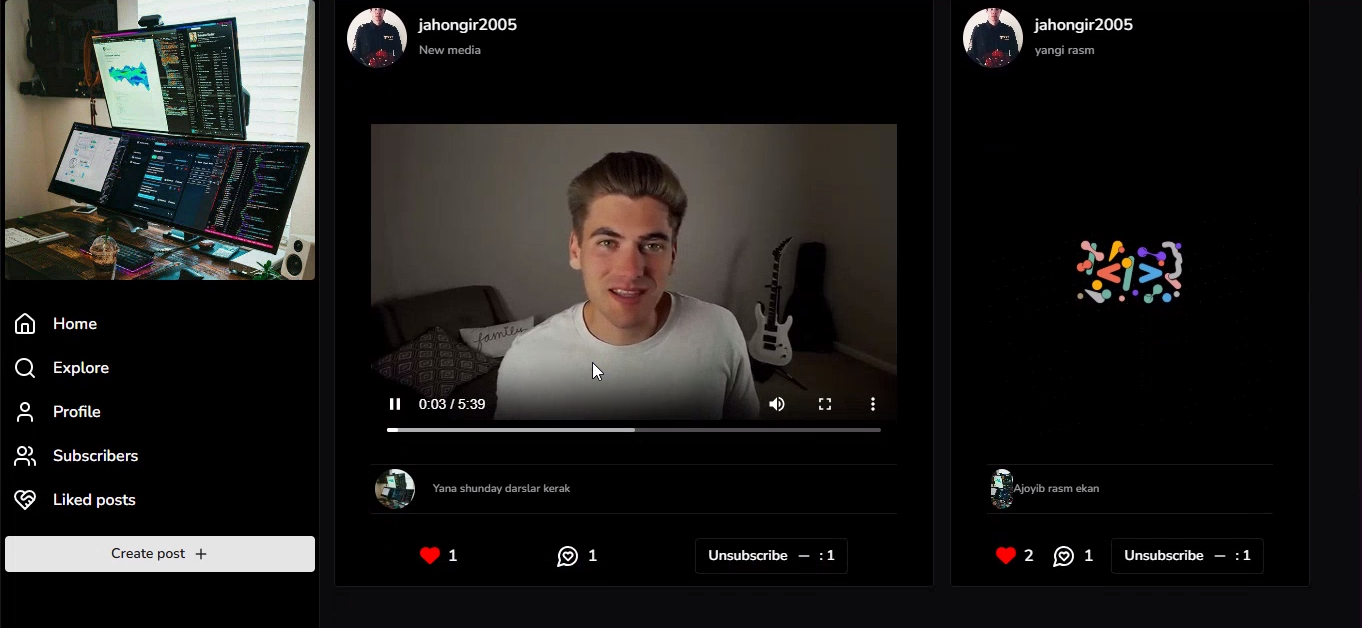 Home
Explore
Profile
Subscribers
Liked posts
Create post +
jahongir2005
New media
family
0:03 / 5:39
Yana shunday darslar kerak
1
1
Unsubscribe — : 1
jahongir2005
yangi rasm
</>
Ajoyib rasm ekan
2
1
Unsubscribe — : 1